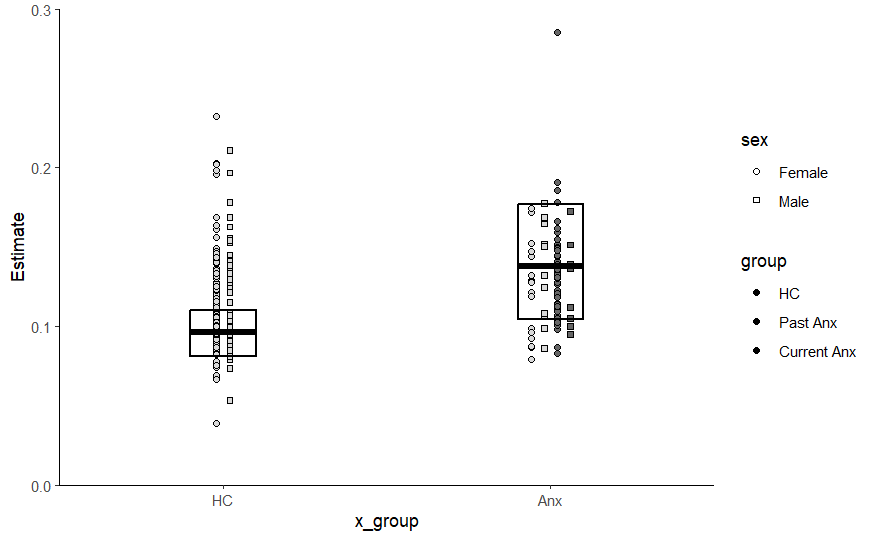 0.3
0.2
0.1
0.0
Estimate
HC
Anx
x_group
sex
Female
Male
group
HC
Past Anx
Current Anx